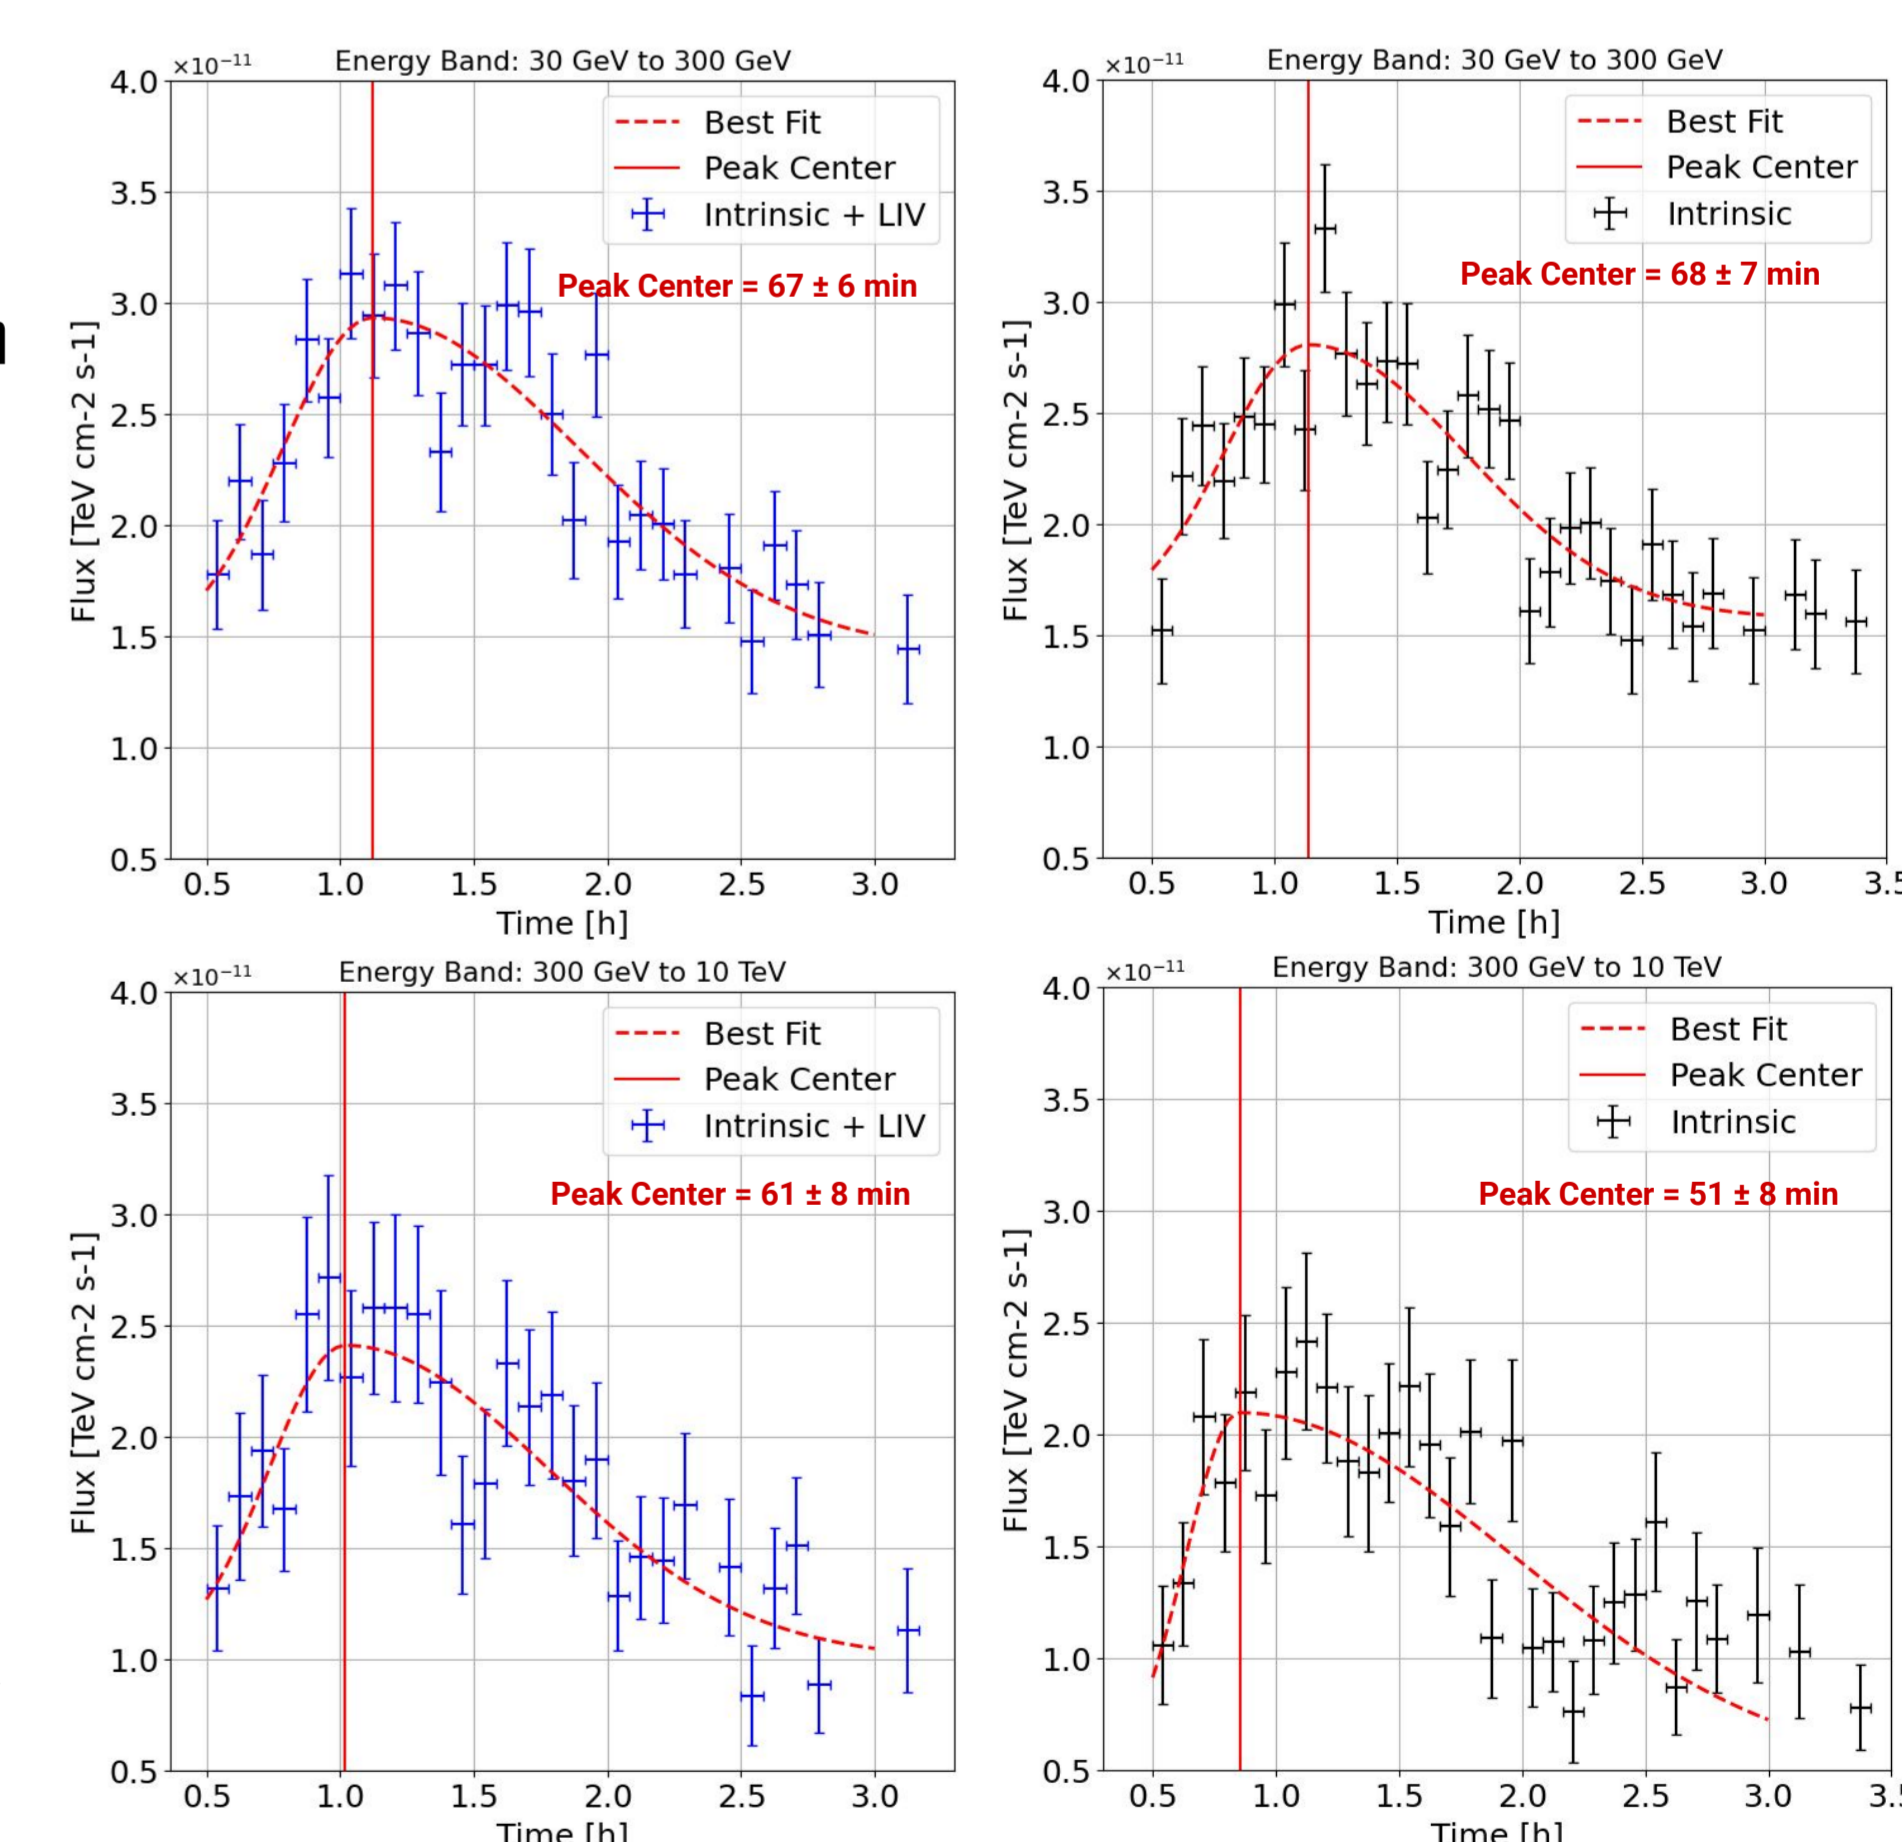 ×10⁻¹¹ Energy Band: 30 GeV to 300 GeV
4.0
3.5
3.0
2.5
2.0
1.5
1.0
0.5
Flux [TeV cm-2 s-1]
Best Fit
Peak Center
Intrinsic + LIV
Peak Center = 67 ± 6 min
0.5 1.0 1.5 2.0 2.5 3.0
Time [h]
×10⁻¹¹ Energy Band: 30 GeV to 300 GeV
4.0
3.5
3.0
2.5
2.0
1.5
1.0
0.5
Flux [TeV cm-2 s-1]
Best Fit
Peak Center
Intrinsic
Peak Center = 68 ± 7 min
0.5 1.0 1.5 2.0 2.5 3.0 3.5
Time [h]
×10⁻¹¹ Energy Band: 300 GeV to 10 TeV
4.0
3.5
3.0
2.5
2.0
1.5
1.0
0.5
Flux [TeV cm-2 s-1]
Best Fit
Peak Center
Intrinsic + LIV
Peak Center = 61 ± 8 min
0.5 1.0 1.5 2.0 2.5 3.0
Time [h]
×10⁻¹¹ Energy Band: 300 GeV to 10 TeV
4.0
3.5
3.0
2.5
2.0
1.5
1.0
0.5
Flux [TeV cm-2 s-1]
Best Fit
Peak Center
Intrinsic
Peak Center = 51 ± 8 min
0.5 1.0 1.5 2.0 2.5 3.0
Time [h]